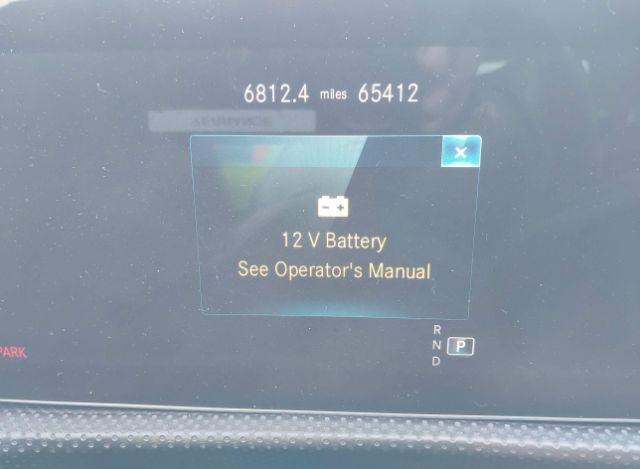 6812.4 miles 65412
12 V Battery
See Operator's Manual
R
N P
D
PARK